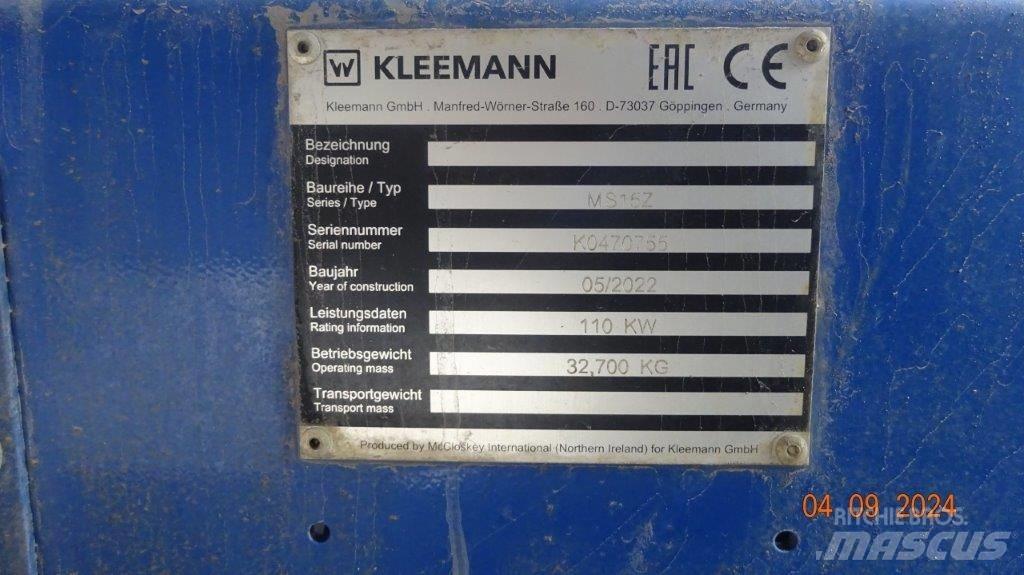 W KLEEMANN EAC CE
Kleemann GmbH . Manfred-Wörner-Straße 160 . D-73037 Göppingen . Germany
Bezeichnung
Designation
Baureihe / Typ
Series / Type
MS16Z
Seriennummer
Serial number
K0470755
Baujahr
Year of construction
05/2022
Leistungsdaten
Rating information
110 KW
Betriebsgewicht
Operating mass
32,700 KG
Transportgewicht
Transport mass
Produced by McCloskey International (Northern Ireland) for Kleemann GmbH
04 09 2024
RITCHIE BROS.
MASCUS